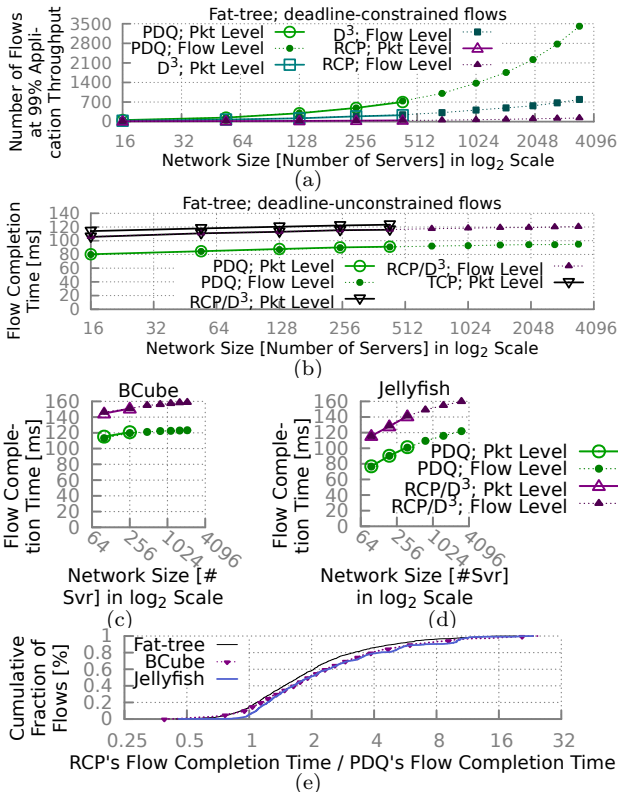 Fat-tree; deadline-constrained flows
Number of Flows
at 99% Appli-
cation Throughput
3500
2800
2100
1400
700
0
PDQ; Pkt Level
PDQ; Flow Level
D³; Pkt Level
D³; Flow Level
RCP; Pkt Level
RCP; Flow Level
16 32 64 128 256 512 1024 2048 4096
Network Size [Number of Servers] in log₂ Scale
(a)
Fat-tree; deadline-unconstrained flows
Flow Completion
Time [ms]
140
120
100
80
60
40
20
0
PDQ; Pkt Level
PDQ; Flow Level
RCP/D³; Pkt Level
RCP/D³; Flow Level
TCP; Pkt Level
16 32 64 128 256 512 1024 2048 4096
Network Size [Number of Servers] in log₂ Scale
(b)
BCube
Flow Comple-
tion Time [ms]
160
140
120
100
80
60
40
20
0
64 256 1024 4096
Network Size [#
Svr] in log₂ Scale
(c)
Jellyfish
Flow Comple-
tion Time [ms]
160
140
120
100
80
60
40
20
0
PDQ; Pkt Level
PDQ; Flow Level
RCP/D³; Pkt Level
RCP/D³; Flow Level
64 256 1024 4096
Network Size [#Svr]
in log₂ Scale
(d)
Cumulative
Fraction of
Flows [%]
1
0.8
0.6
0.4
0.2
0
Fat-tree
BCube
Jellyfish
0.25 0.5 1 2 4 8 16 32
RCP's Flow Completion Time / PDQ's Flow Completion Time
(e)